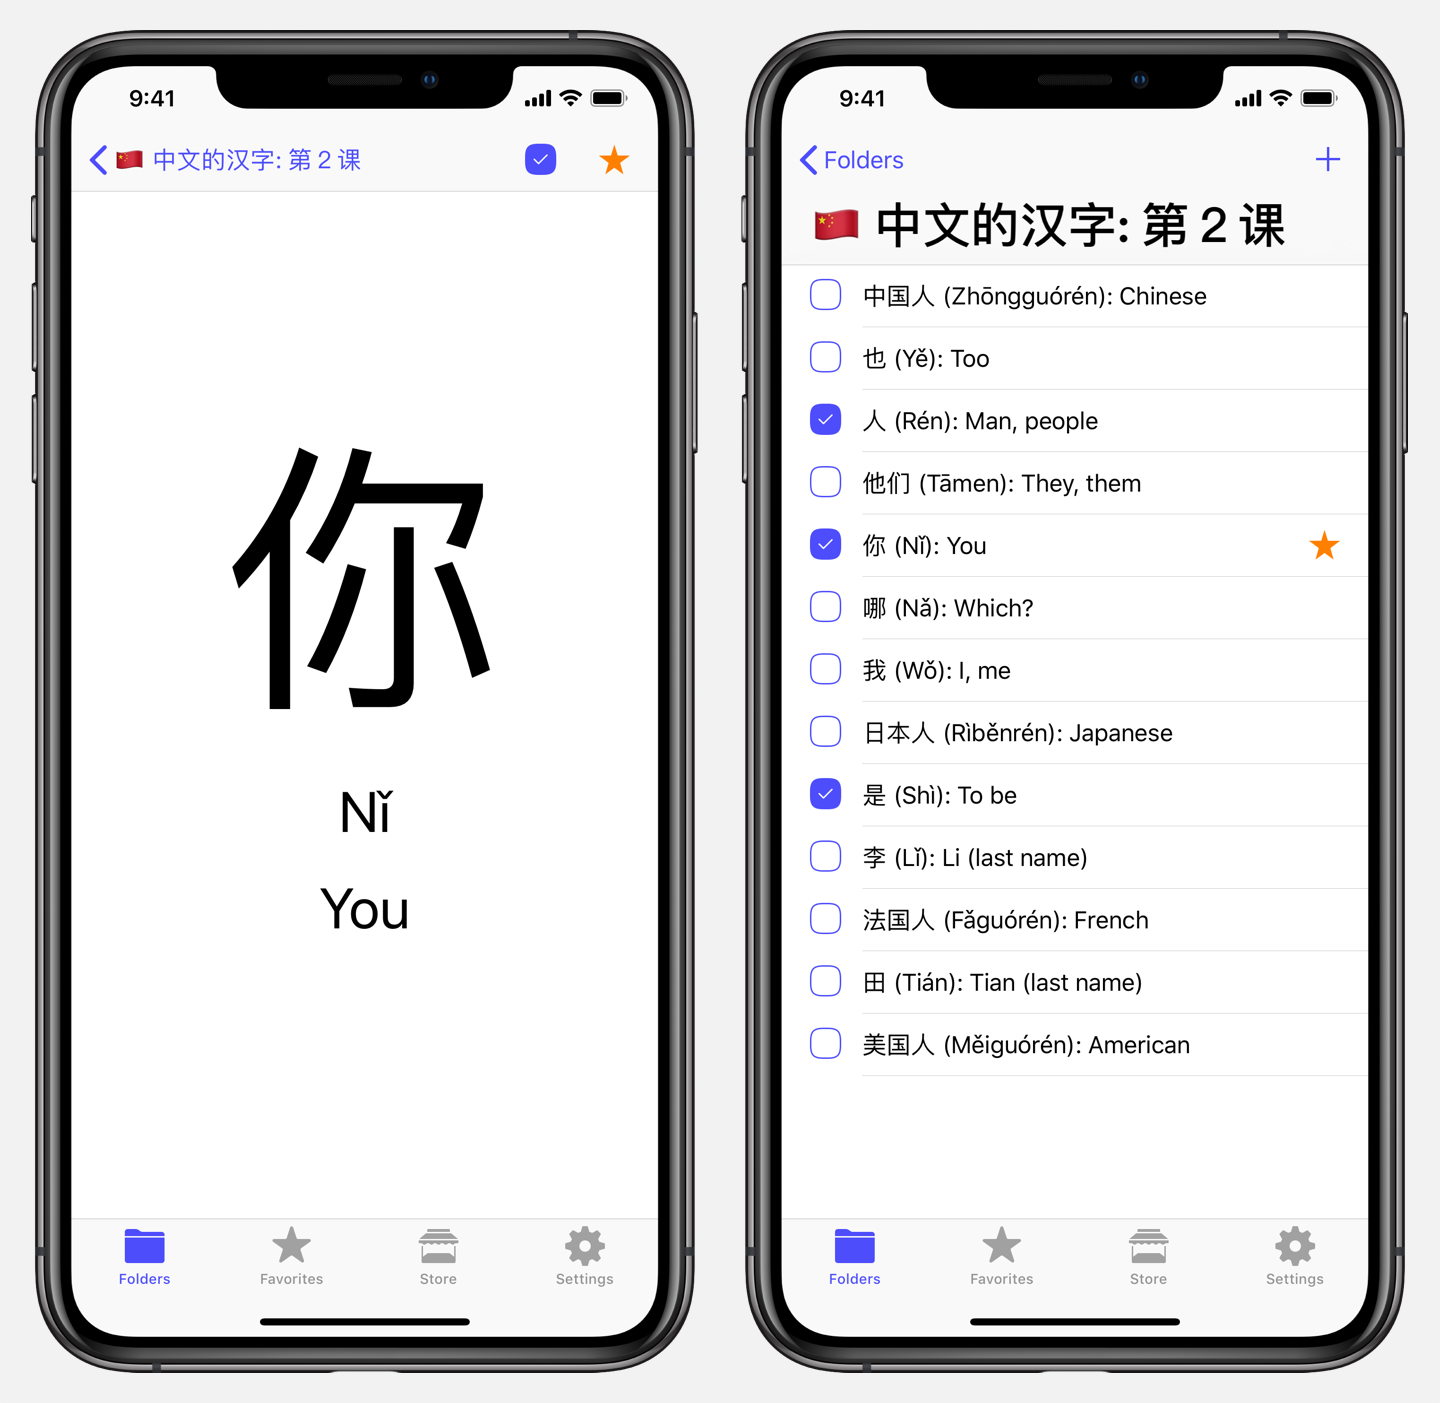 9:41
🇨🇳 中文的汉字: 第 2 课
你
Nǐ
You
Folders Favorites Store Settings
9:41
Folders
🇨🇳 中文的汉字: 第 2 课
中国人 (Zhōngguórén): Chinese
也 (Yě): Too
人 (Rén): Man, people
他们 (Tāmen): They, them
你 (Nǐ): You
哪 (Nǎ): Which?
我 (Wǒ): I, me
日本人 (Rìběnrén): Japanese
是 (Shì): To be
李 (Lǐ): Li (last name)
法国人 (Fǎguórén): French
田 (Tián): Tian (last name)
美国人 (Měiguórén): American
Folders Favorites Store Settings